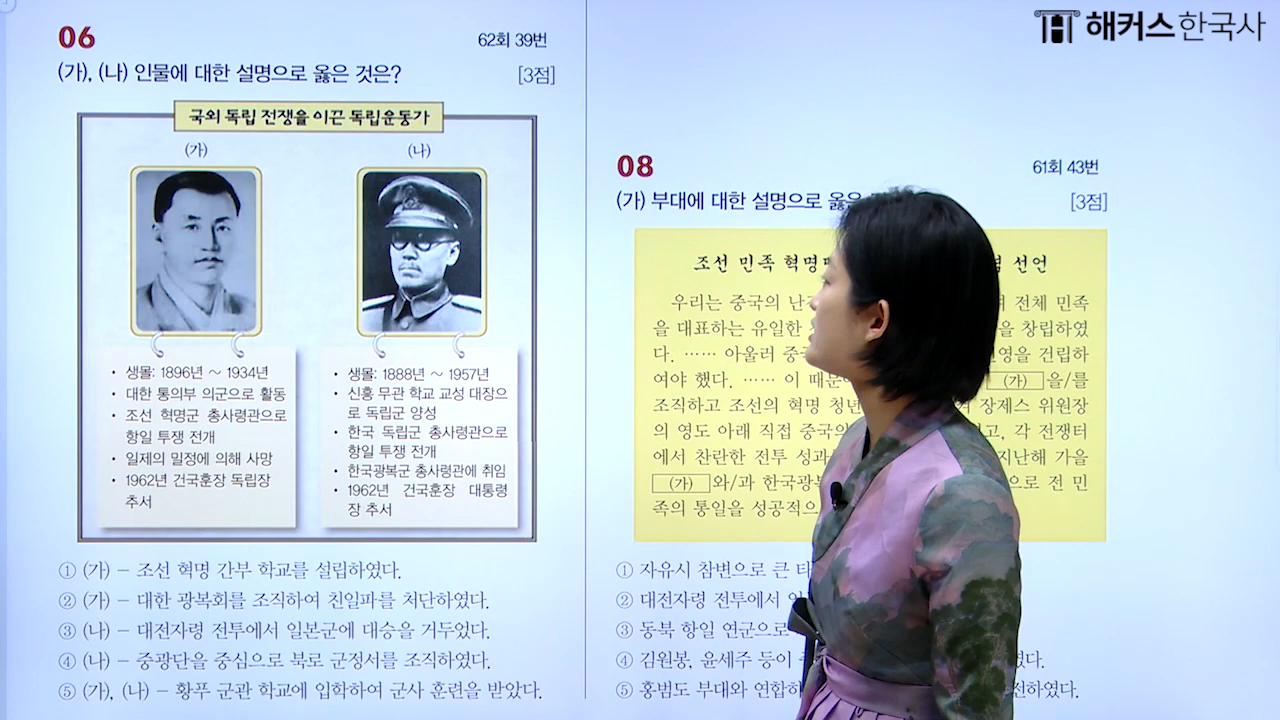 해커스한국사
06
62회 39번
(가), (나) 인물에 대한 설명으로 옳은 것은?
[3점]
국외 독립 전쟁을 이끈 독립운동가
(가)
(나)
• 생몰: 1896년 ~ 1934년
• 대한 통의부 의군으로 활동
• 조선 혁명군 총사령관으로
항일 투쟁 전개
• 일제의 밀정에 의해 사망
• 1962년 건국훈장 독립장
추서
• 생몰: 1888년 ~ 1957년
• 신흥 무관 학교 교성 대장으
로 독립군 양성
• 한국 독립군 총사령관으로
항일 투쟁 전개
• 한국광복군 총사령관에 취임
• 1962년 건국훈장 대통령
장 추서
① (가) – 조선 혁명 간부 학교를 설립하였다.
② (가) – 대한 광복회를 조직하여 친일파를 처단하였다.
③ (나) – 대전자령 전투에서 일본군에 대승을 거두었다.
④ (나) – 중광단을 중심으로 북로 군정서를 조직하였다.
⑤ (가), (나) – 황푸 군관 학교에 입학하여 군사 훈련을 받았다.
08
61회 43번
(가) 부대에 대한 설명으로 옳은
[3점]
조선 민족 혁명 선언
우리는 중국의 전체 민족
을 대표하는 유일한 을 창립하였
다. …… 아울러 건립하
여야 했다. …… 이 (가) 을/를
조직하고 조선의 혁명 청년 장제스 위원장
의 영도 아래 직접 중국의 각 전쟁터
에서 찬란한 전투 지난해 가을
(가) 와/과 으로 전 민
족의 통일을 성공적
① 자유시 참변으로 큰
② 대전자령 전투에서
③ 동북 항일 연군으로
④ 김원봉, 윤세주 등이
⑤ 홍범도 부대와 연합하